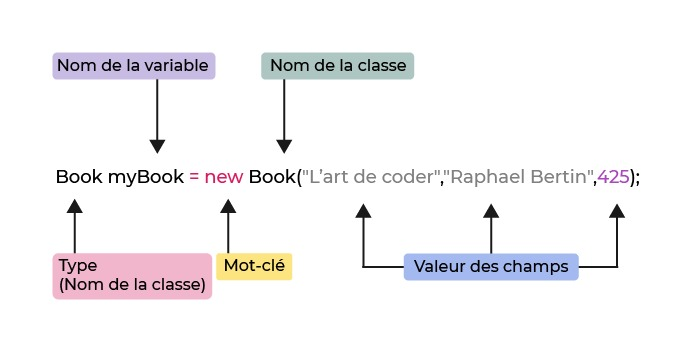 Nom de la variable
Nom de la classe
Book myBook = new Book("L'art de coder","Raphael Bertin",425);
Type
(Nom de la classe)
Mot-clé
Valeur des champs